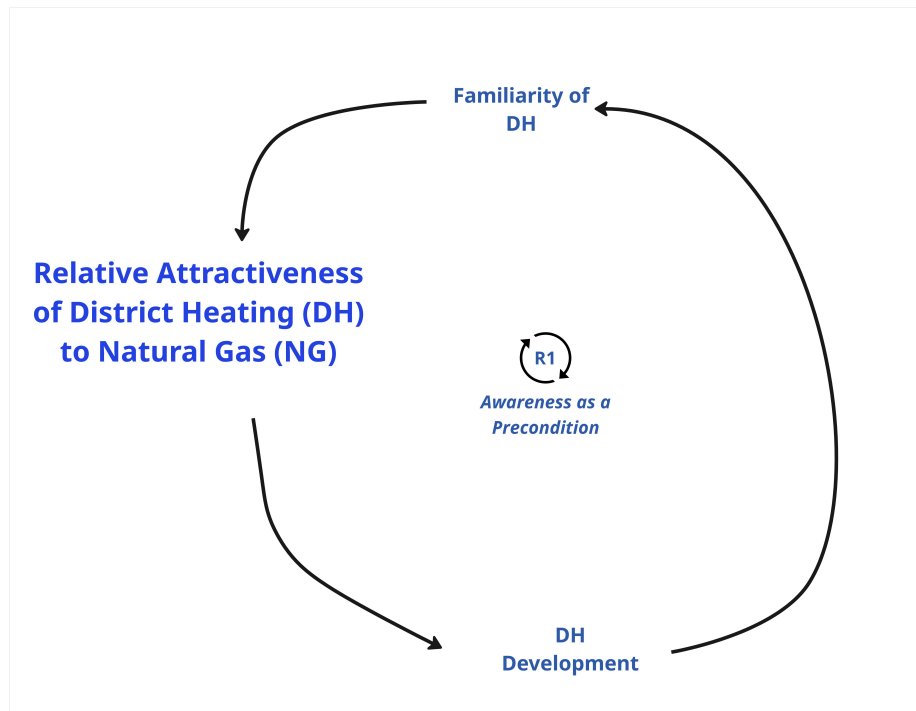 Familiarity of
DH
Relative Attractiveness
of District Heating (DH)
to Natural Gas (NG)
R1
Awareness as a
Precondition
DH
Development